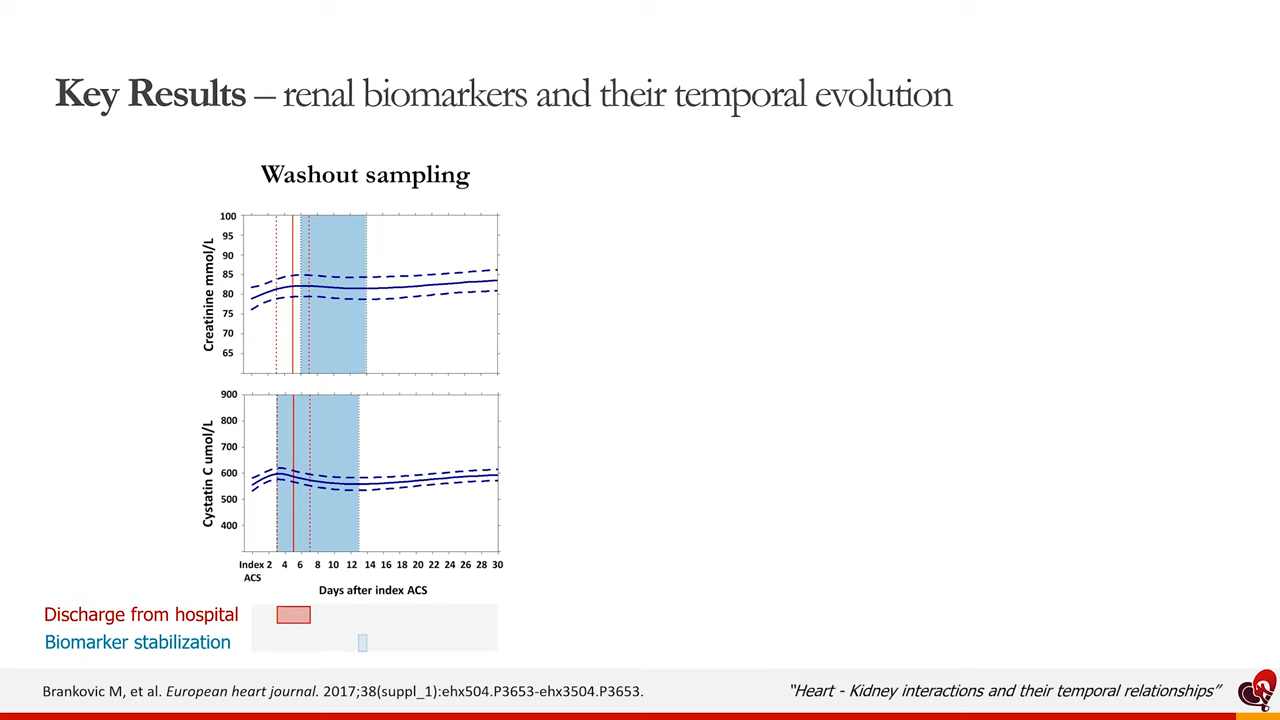 Key Results – renal biomarkers and their temporal evolution
Washout sampling
Creatinine mmol/L
100
95
90
85
80
75
70
65
Cystatin C umol/L
900
800
700
600
500
400
Index 2 4 6 8 10 12 14 16 18 20 22 24 26 28 30
ACS
Days after index ACS
Discharge from hospital
Biomarker stabilization
Brankovic M, et al. European heart journal. 2017;38(suppl_1):ehx504.P3653-ehx3504.P3653.
“Heart - Kidney interactions and their temporal relationships”